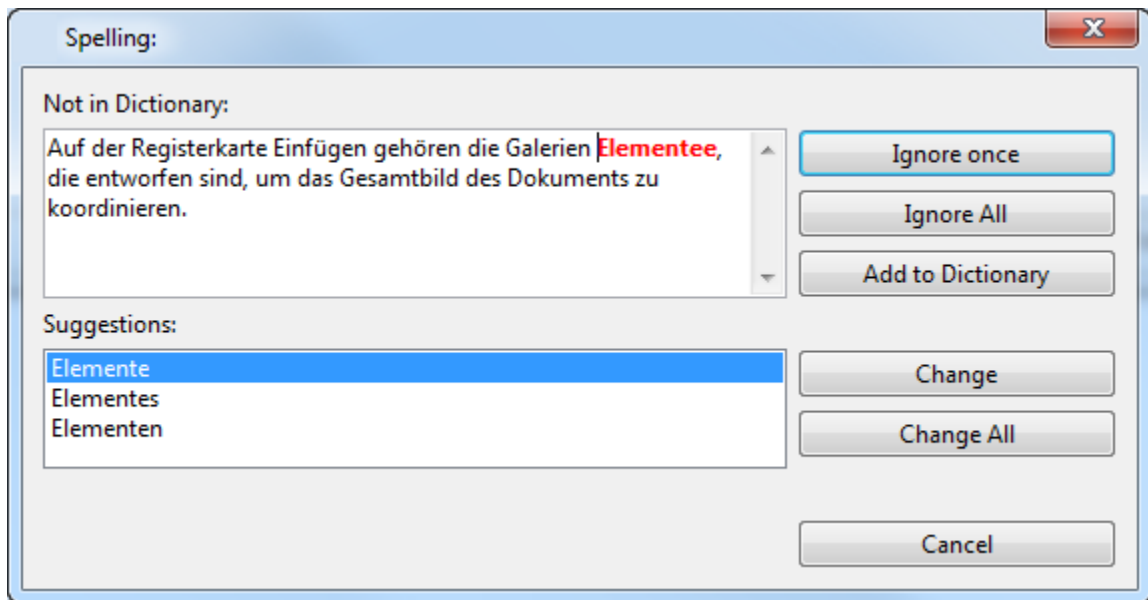 Spelling:
Not in Dictionary:
Auf der Registerkarte Einfügen gehören die Galerien Elementee,
die entworfen sind, um das Gesamtbild des Dokuments zu
koordinieren.
Ignore once
Ignore All
Add to Dictionary
Suggestions:
Elemente
Elementes
Elementen
Change
Change All
Cancel